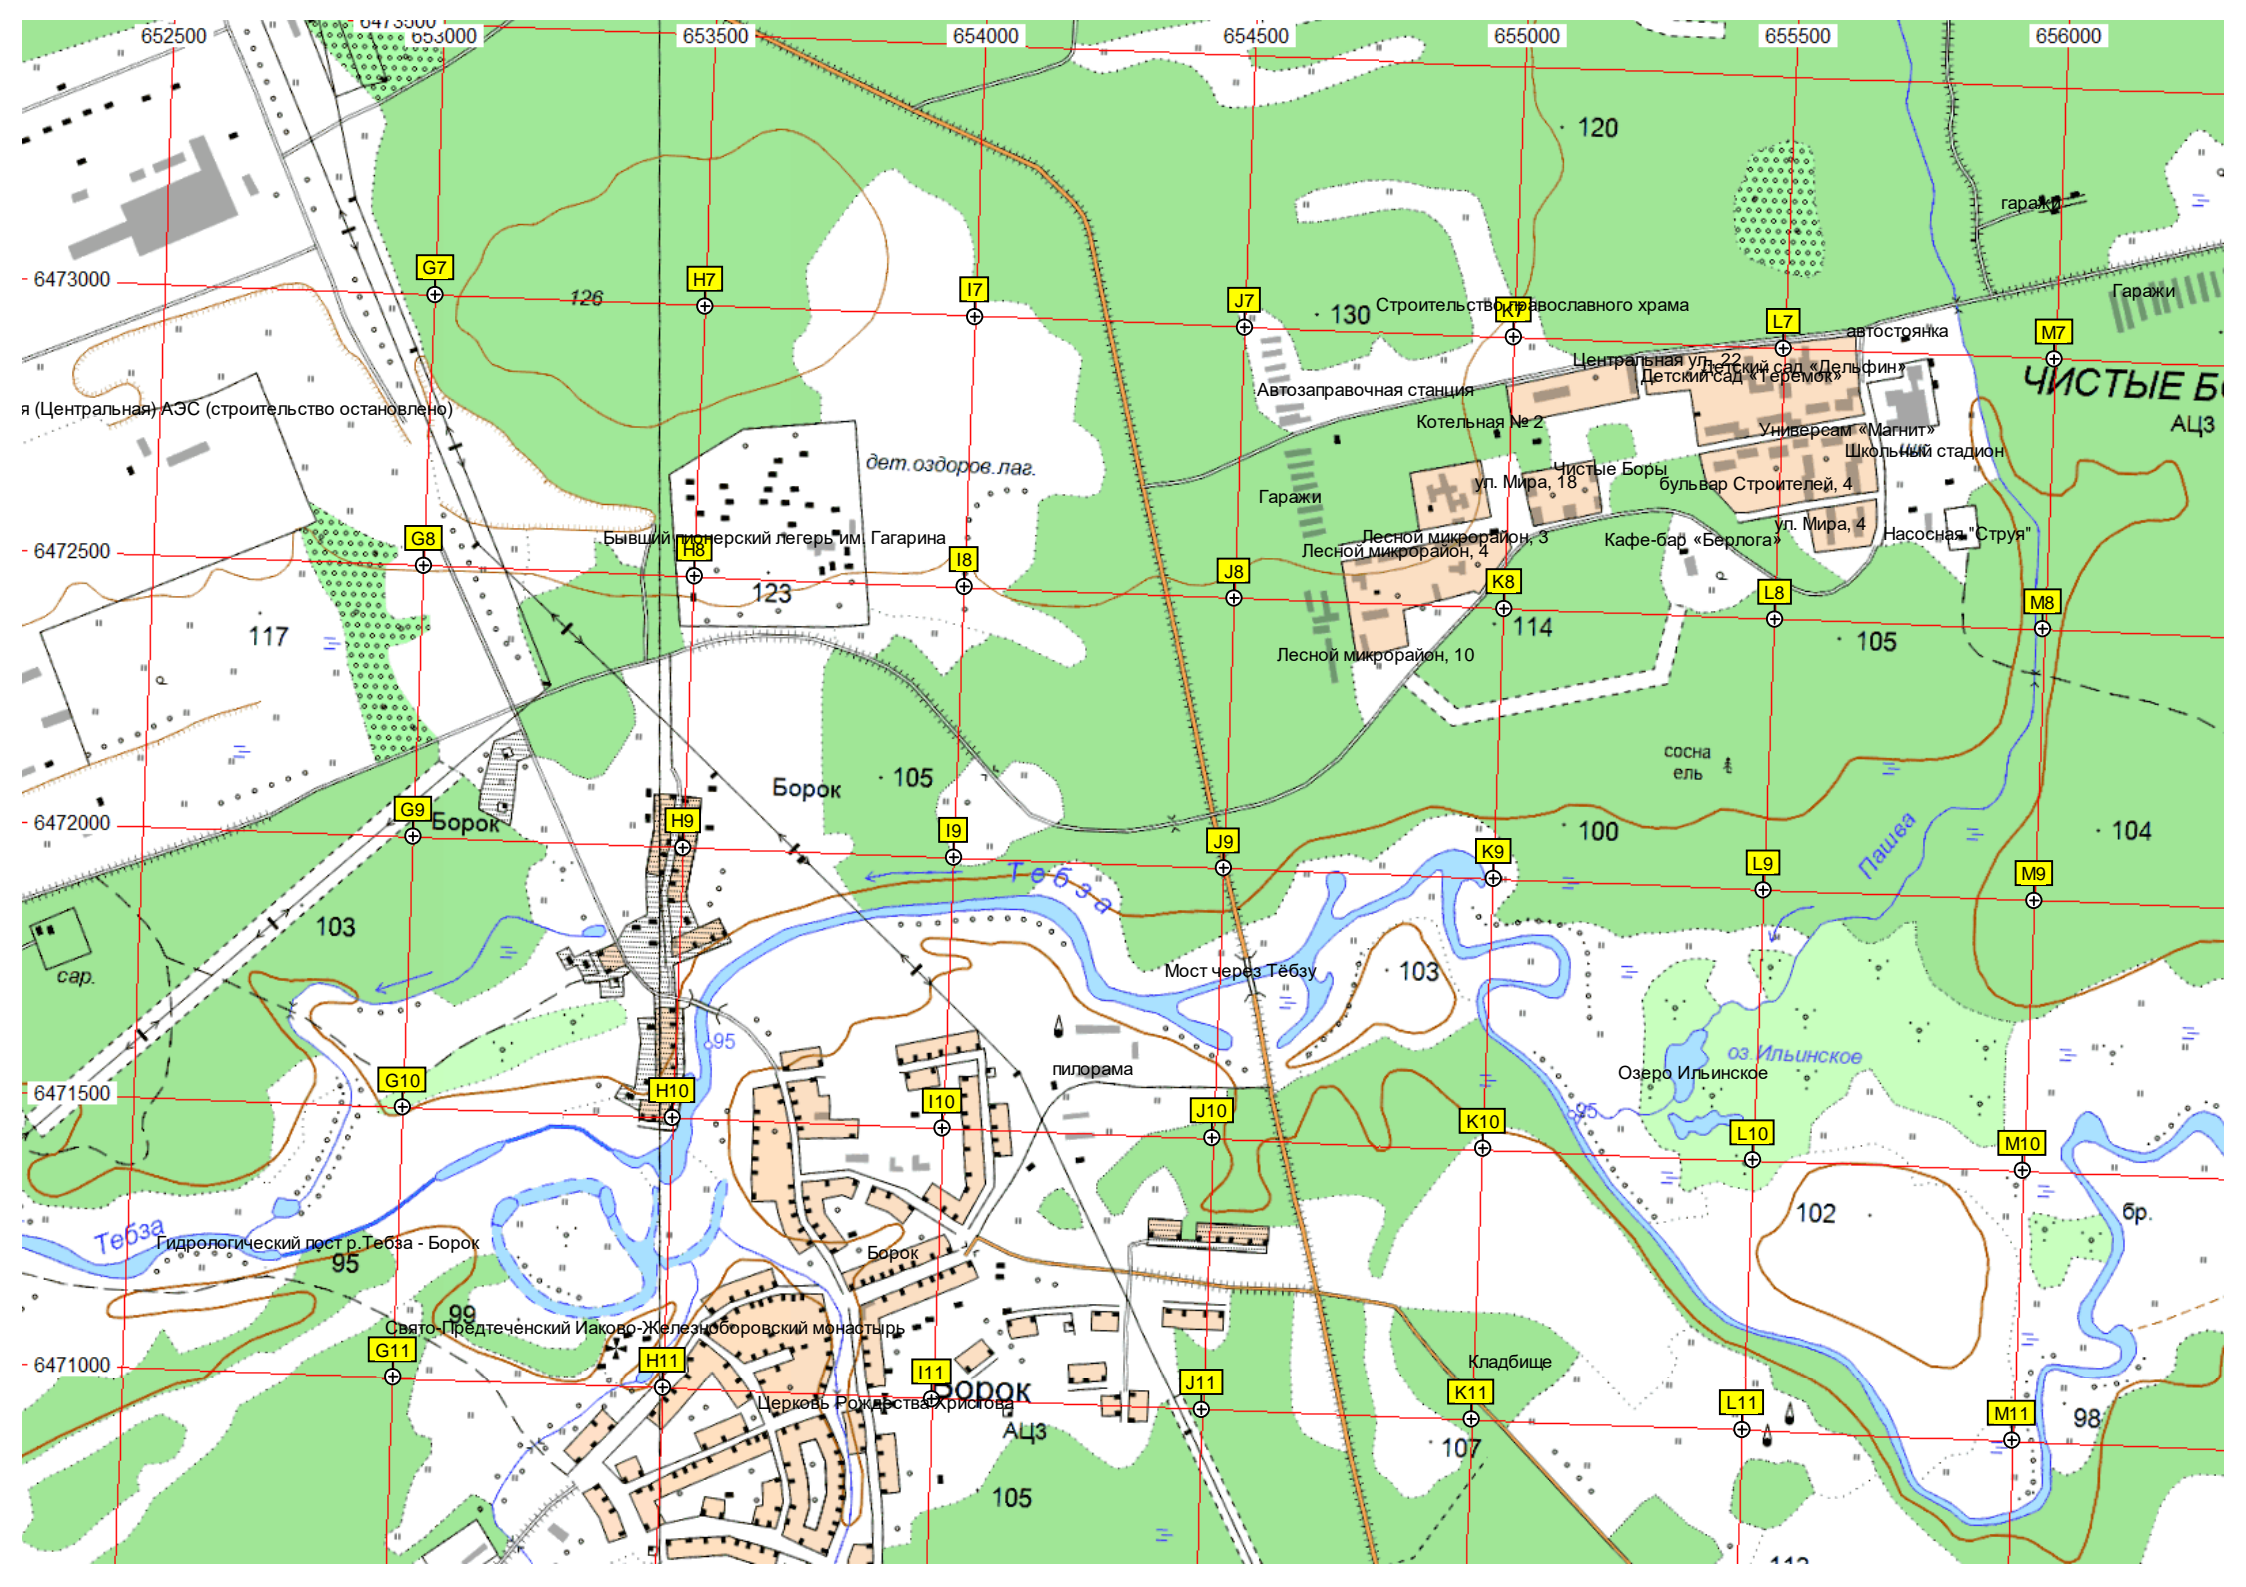 6473500
652500
653000
653500
654000
654500
655000
655500
656000
120
гаражи
G7
H7
I7
J7
K7
L7
M7
6473000
126
130
Строительство православного храма
Гаражи
автостоянка
Центральная ул., 22
Детский сад «Дельфин»
Детский сад «Теремок»
Автозаправочная станция
ЧИСТЫЕ Б
АЦЗ
я (Центральная) АЭС (строительство остановлено)
Котельная № 2
Универсам «Магнит»
Школьный стадион
дет.оздоров.лаг.
Чистые Боры
ул. Мира, 18
бульвар Строителей, 4
Гаражи
ул. Мира, 4
Насосная "Струя"
Бывший пионерский легерь им. Гагарина
Лесной микрорайон, 3
Лесной микрорайон, 4
Кафе-бар «Берлога»
6472500
G8
H8
I8
J8
K8
L8
M8
123
117
114
105
Лесной микрорайон, 10
сосна
ель
Борок
105
6472000
G9
Борок
H9
I9
J9
K9
L9
M9
100
104
Пашва
Тебза
103
сар.
Мост через Тёбзу
103
95
оз.Ильинское
Озеро Ильинское
пилорама
6471500
G10
H10
I10
J10
K10
L10
M10
95
102
бр.
Тебза
Гидрологический пост р.Тебза - Борок
95
Борок
99
Свято-Предтеченский Иаково-Железноборовский монастырь
6471000
G11
H11
I11
J11
K11
L11
M11
Кладбище
Борок
Церковь Рождества Христова
АЦЗ
107
98
105
113